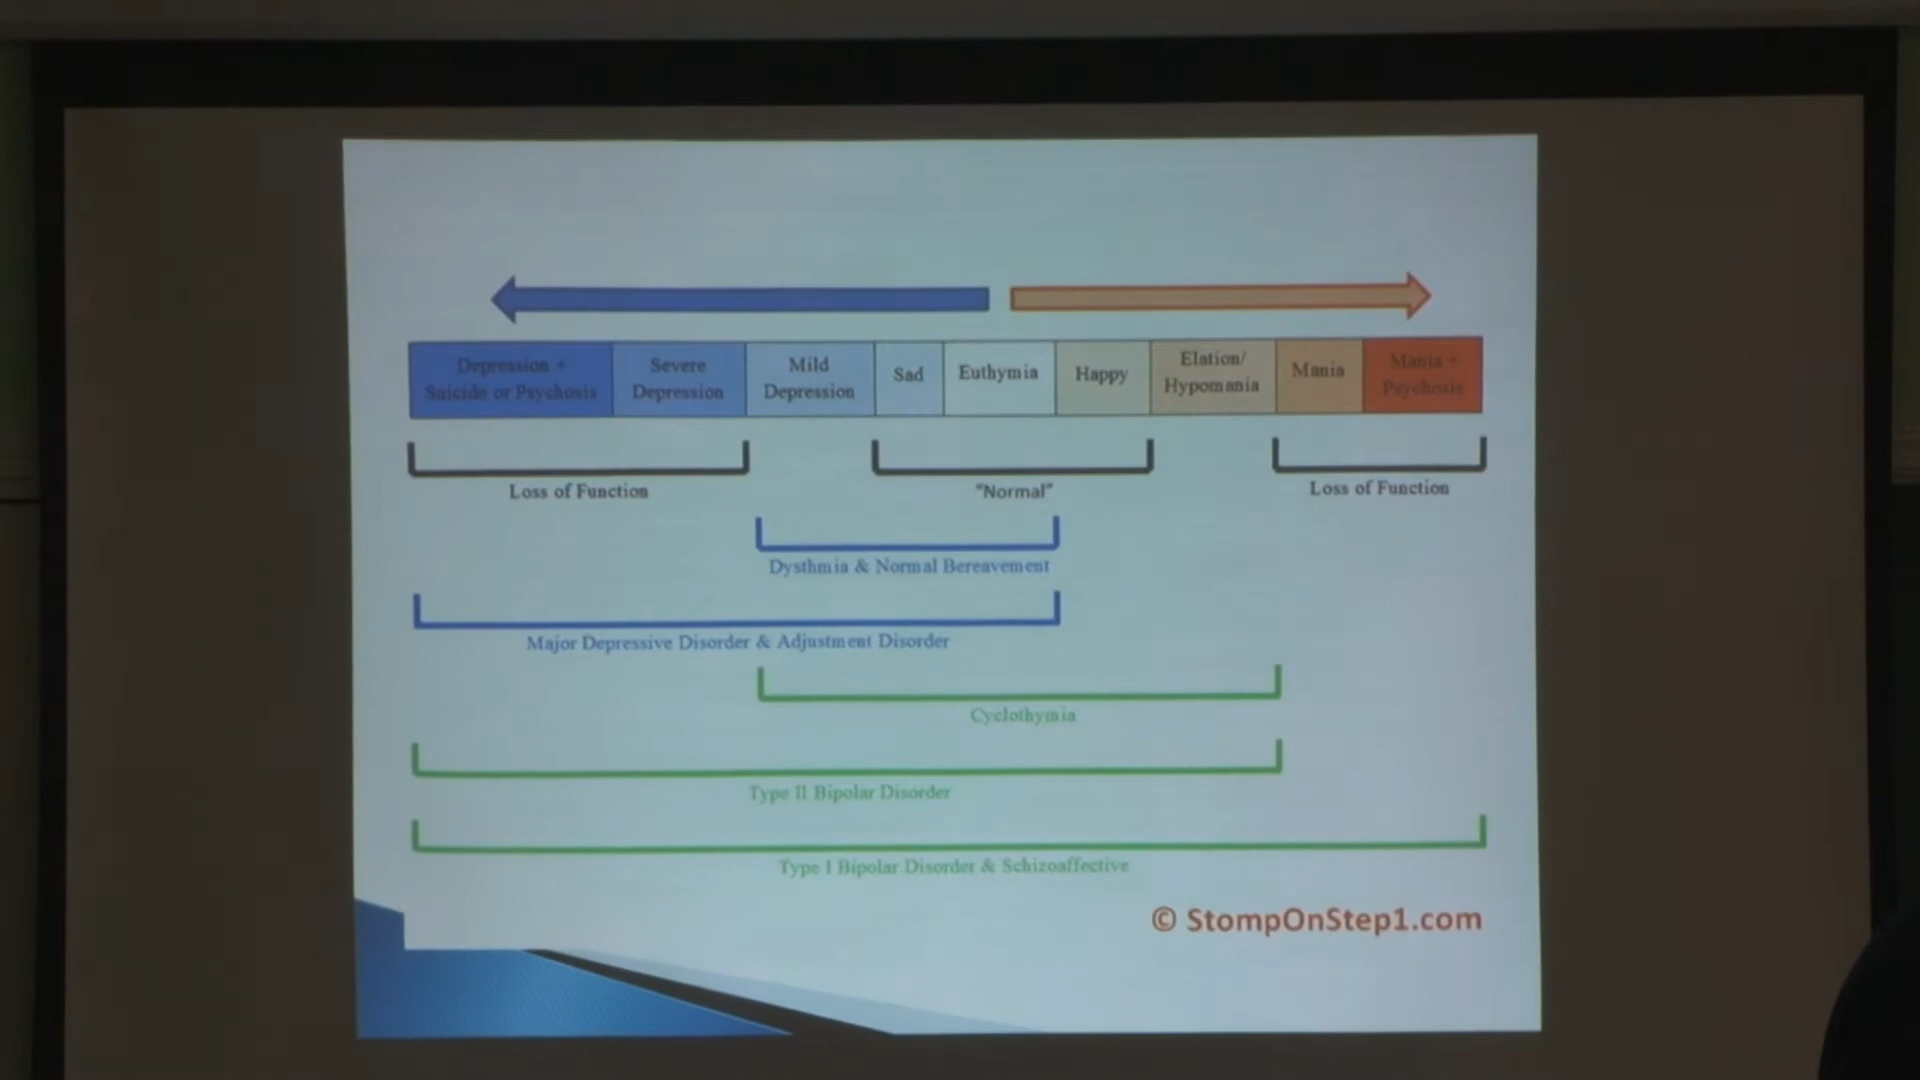 Depression +
Suicide or Psychosis
Severe
Depression
Mild
Depression
Sad
Euthymia
Happy
Elation/
Hypomania
Mania
Mania +
Psychosis
Loss of Function
"Normal"
Loss of Function
Dysthmia & Normal Bereavement
Major Depressive Disorder & Adjustment Disorder
Cyclothymia
Type II Bipolar Disorder
Type I Bipolar Disorder & Schizoaffective
© StompOnStep1.com